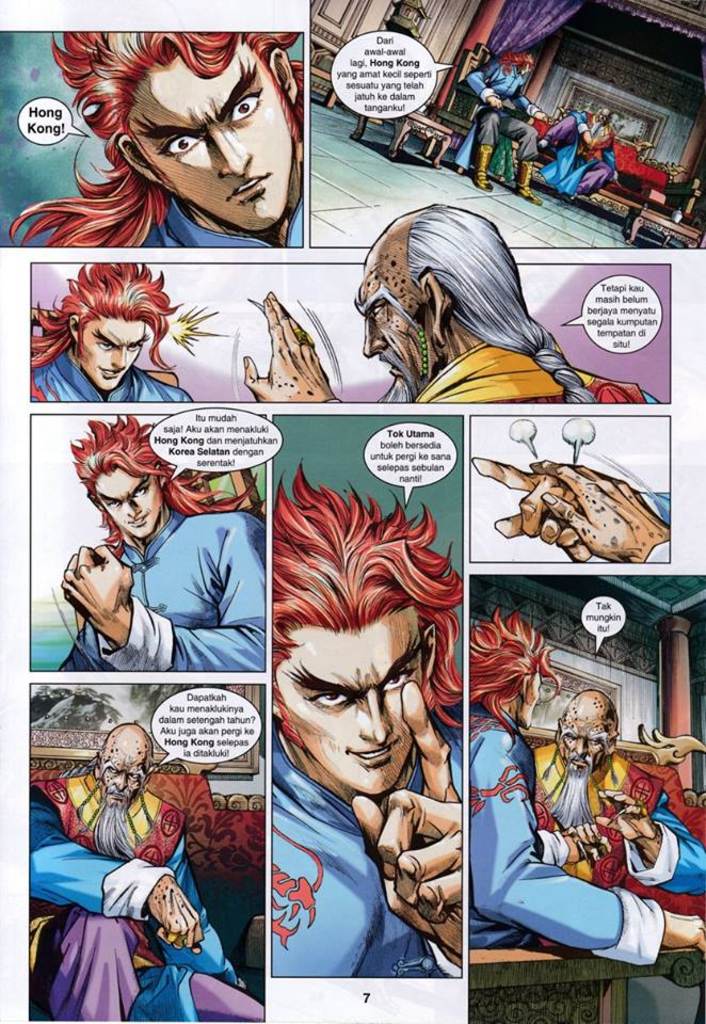 Hong
Kong!
Dari
awal-awal
lagi, Hong Kong
yang amat kecil seperti
sesuatu yang telah
jatuh ke dalam
tanganku!
Tetapi kau
masih belum
berjaya menyatu
segala kumputan
tempatan di
situ!
Itu mudah
saja! Aku akan menakluki
Hong Kong dan menjatuhkan
Korea Selatan dengan
serentak!
Tok Utama
boleh bersedia
untuk pergi ke sana
selepas sebulan
nanti!
Tak
mungkin
itu!
Dapatkah
kau menaklukinya
dalam setengah tahun?
Aku juga akan pergi ke
Hong Kong selepas
ia ditakluki!
7